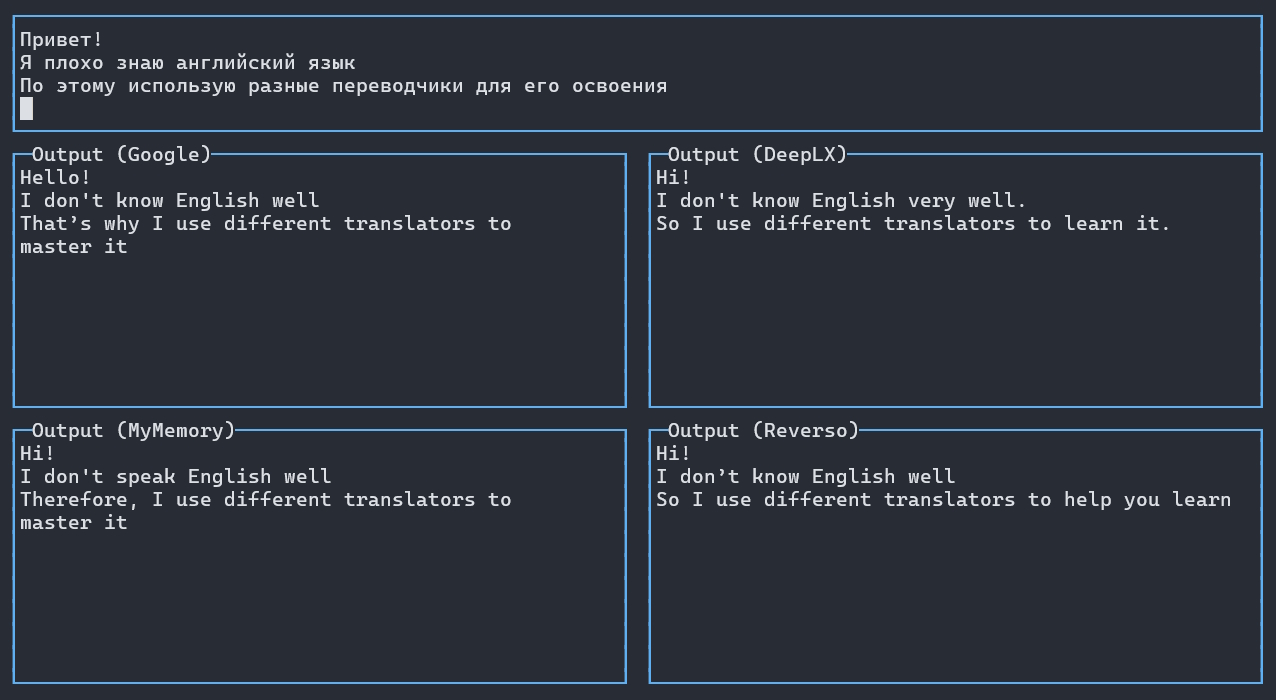 Привет!
Я плохо знаю английский язык
По этому использую разные переводчики для его освоения
Output (Google)
Hello!
I don't know English well
That’s why I use different translators to
master it
Output (DeepLX)
Hi!
I don't know English very well.
So I use different translators to learn it.
Output (MyMemory)
Hi!
I don't speak English well
Therefore, I use different translators to
master it
Output (Reverso)
Hi!
I don’t know English well
So I use different translators to help you learn